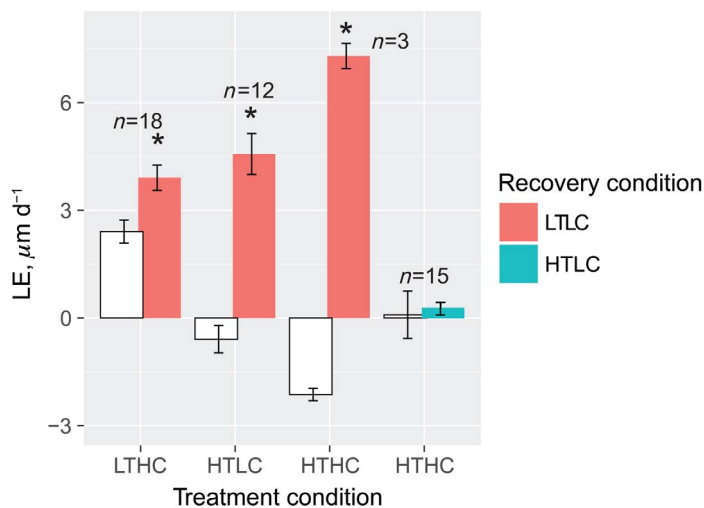 *
n=3
n=12
*
n=18
*
6
3
n=15
0
−3
LE, μm d⁻¹
LTHC HTLC HTHC HTHC
Treatment condition
Recovery condition
LTLC
HTLC